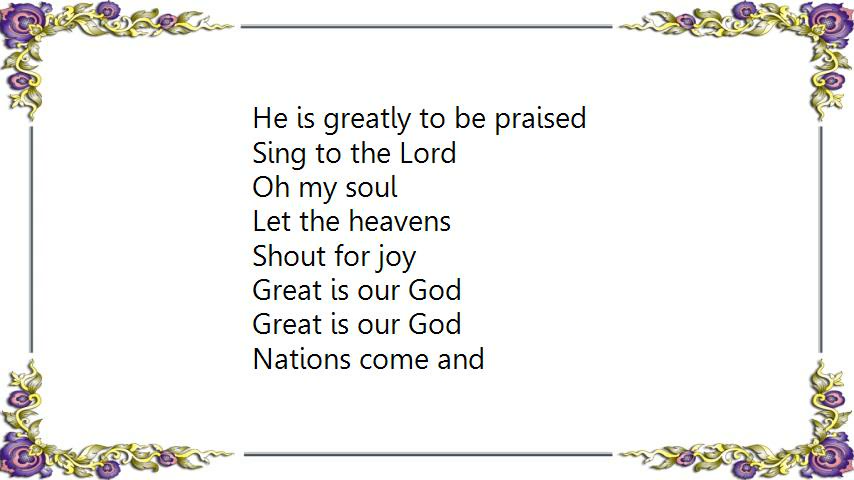 He is greatly to be praised
Sing to the Lord
Oh my soul
Let the heavens
Shout for joy
Great is our God
Great is our God
Nations come and